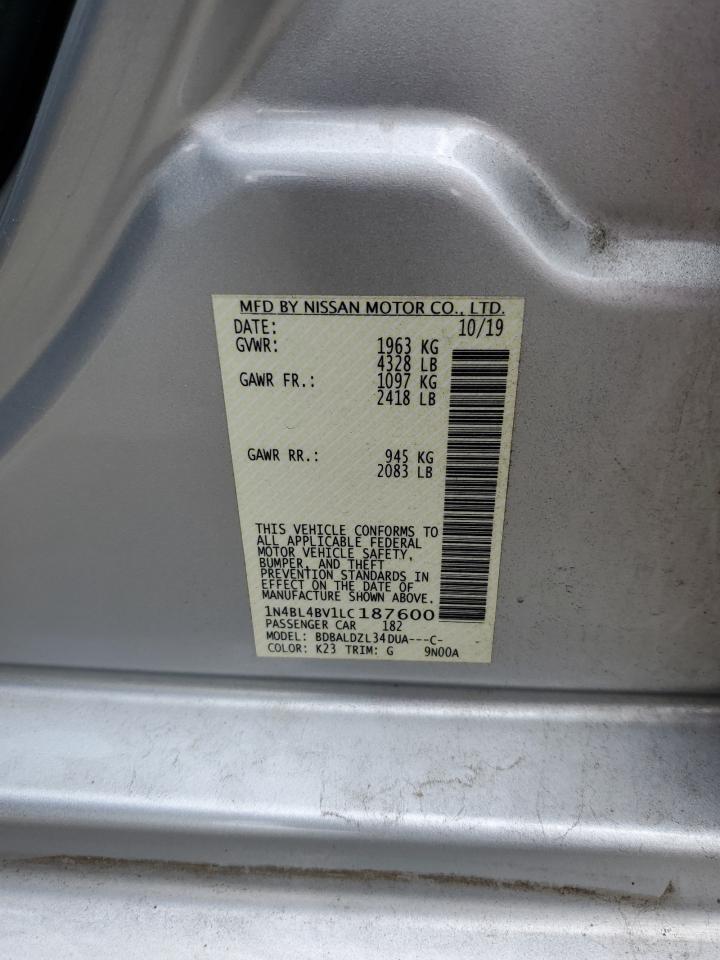 MFD BY NISSAN MOTOR CO., LTD.
DATE: 10/19
GVWR: 1963 KG
4328 LB
GAWR FR.: 1097 KG
2418 LB
GAWR RR.: 945 KG
2083 LB
THIS VEHICLE CONFORMS TO
ALL APPLICABLE FEDERAL
MOTOR VEHICLE SAFETY,
BUMPER, AND THEFT
PREVENTION STANDARDS IN
EFFECT ON THE DATE OF
MANUFACTURE SHOWN ABOVE.
1N4BL4BV1LC187600
PASSENGER CAR 182
MODEL: BDBALDZL34DUA---C-
COLOR: K23 TRIM: G 9N00A